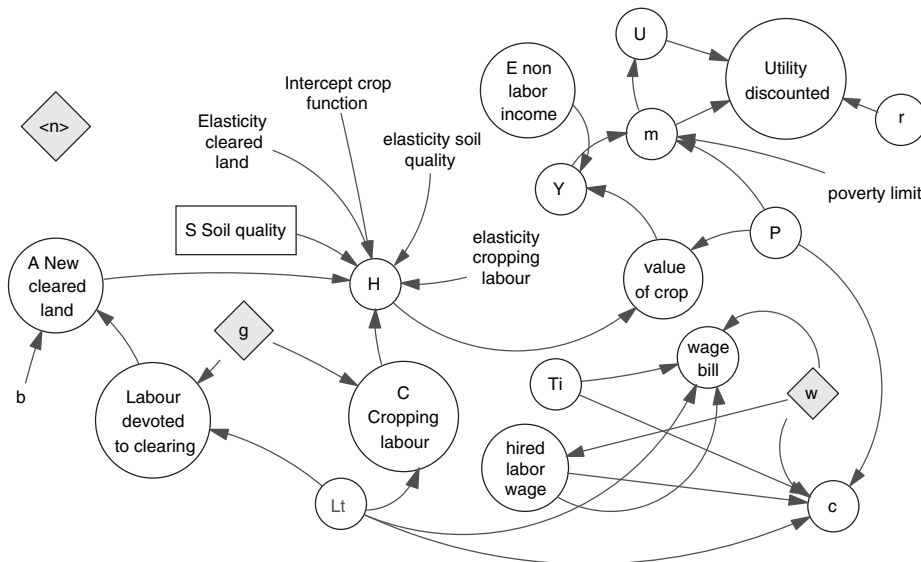 <n>
U
Utility
discounted
r
E non
labor
income
m
poverty limit
Y
P
Intercept crop
function
Elasticity
cleared
land
elasticity soil
quality
S Soil quality
elasticity
cropping
labour
A New
cleared
land
H
value
of crop
g
b
wage
bill
Ti
w
Labour
devoted
to clearing
C
Cropping
labour
hired
labor
wage
Lt
c